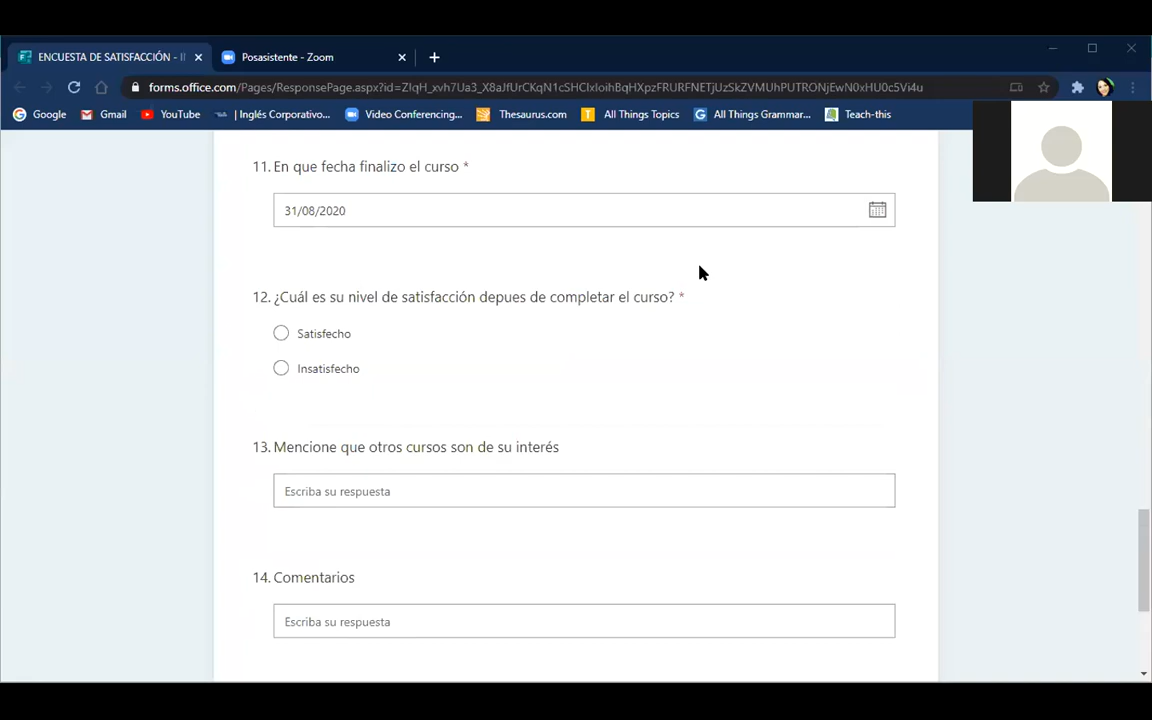 ENCUESTA DE SATISFACCIÓN - II
Posasistente - Zoom
forms.office.com/Pages/ResponsePage.aspx?id=ZIqH_xvh7Ua3_X8aJfUrCKqN1cSHClxIoihBqHXpzFRURFNETjUzSkZVMUhPUTRONjEwN0xHU0c5Vi4u
Google
Gmail
YouTube
| Inglés Corporativo...
Video Conferencing,...
Thesaurus.com
All Things Topics
All Things Grammar...
Teach-this
11. En que fecha finalizo el curso *
31/08/2020
12. ¿Cuál es su nivel de satisfacción depues de completar el curso? *
Satisfecho
Insatisfecho
13. Mencione que otros cursos son de su interés
Escriba su respuesta
14. Comentarios
Escriba su respuesta